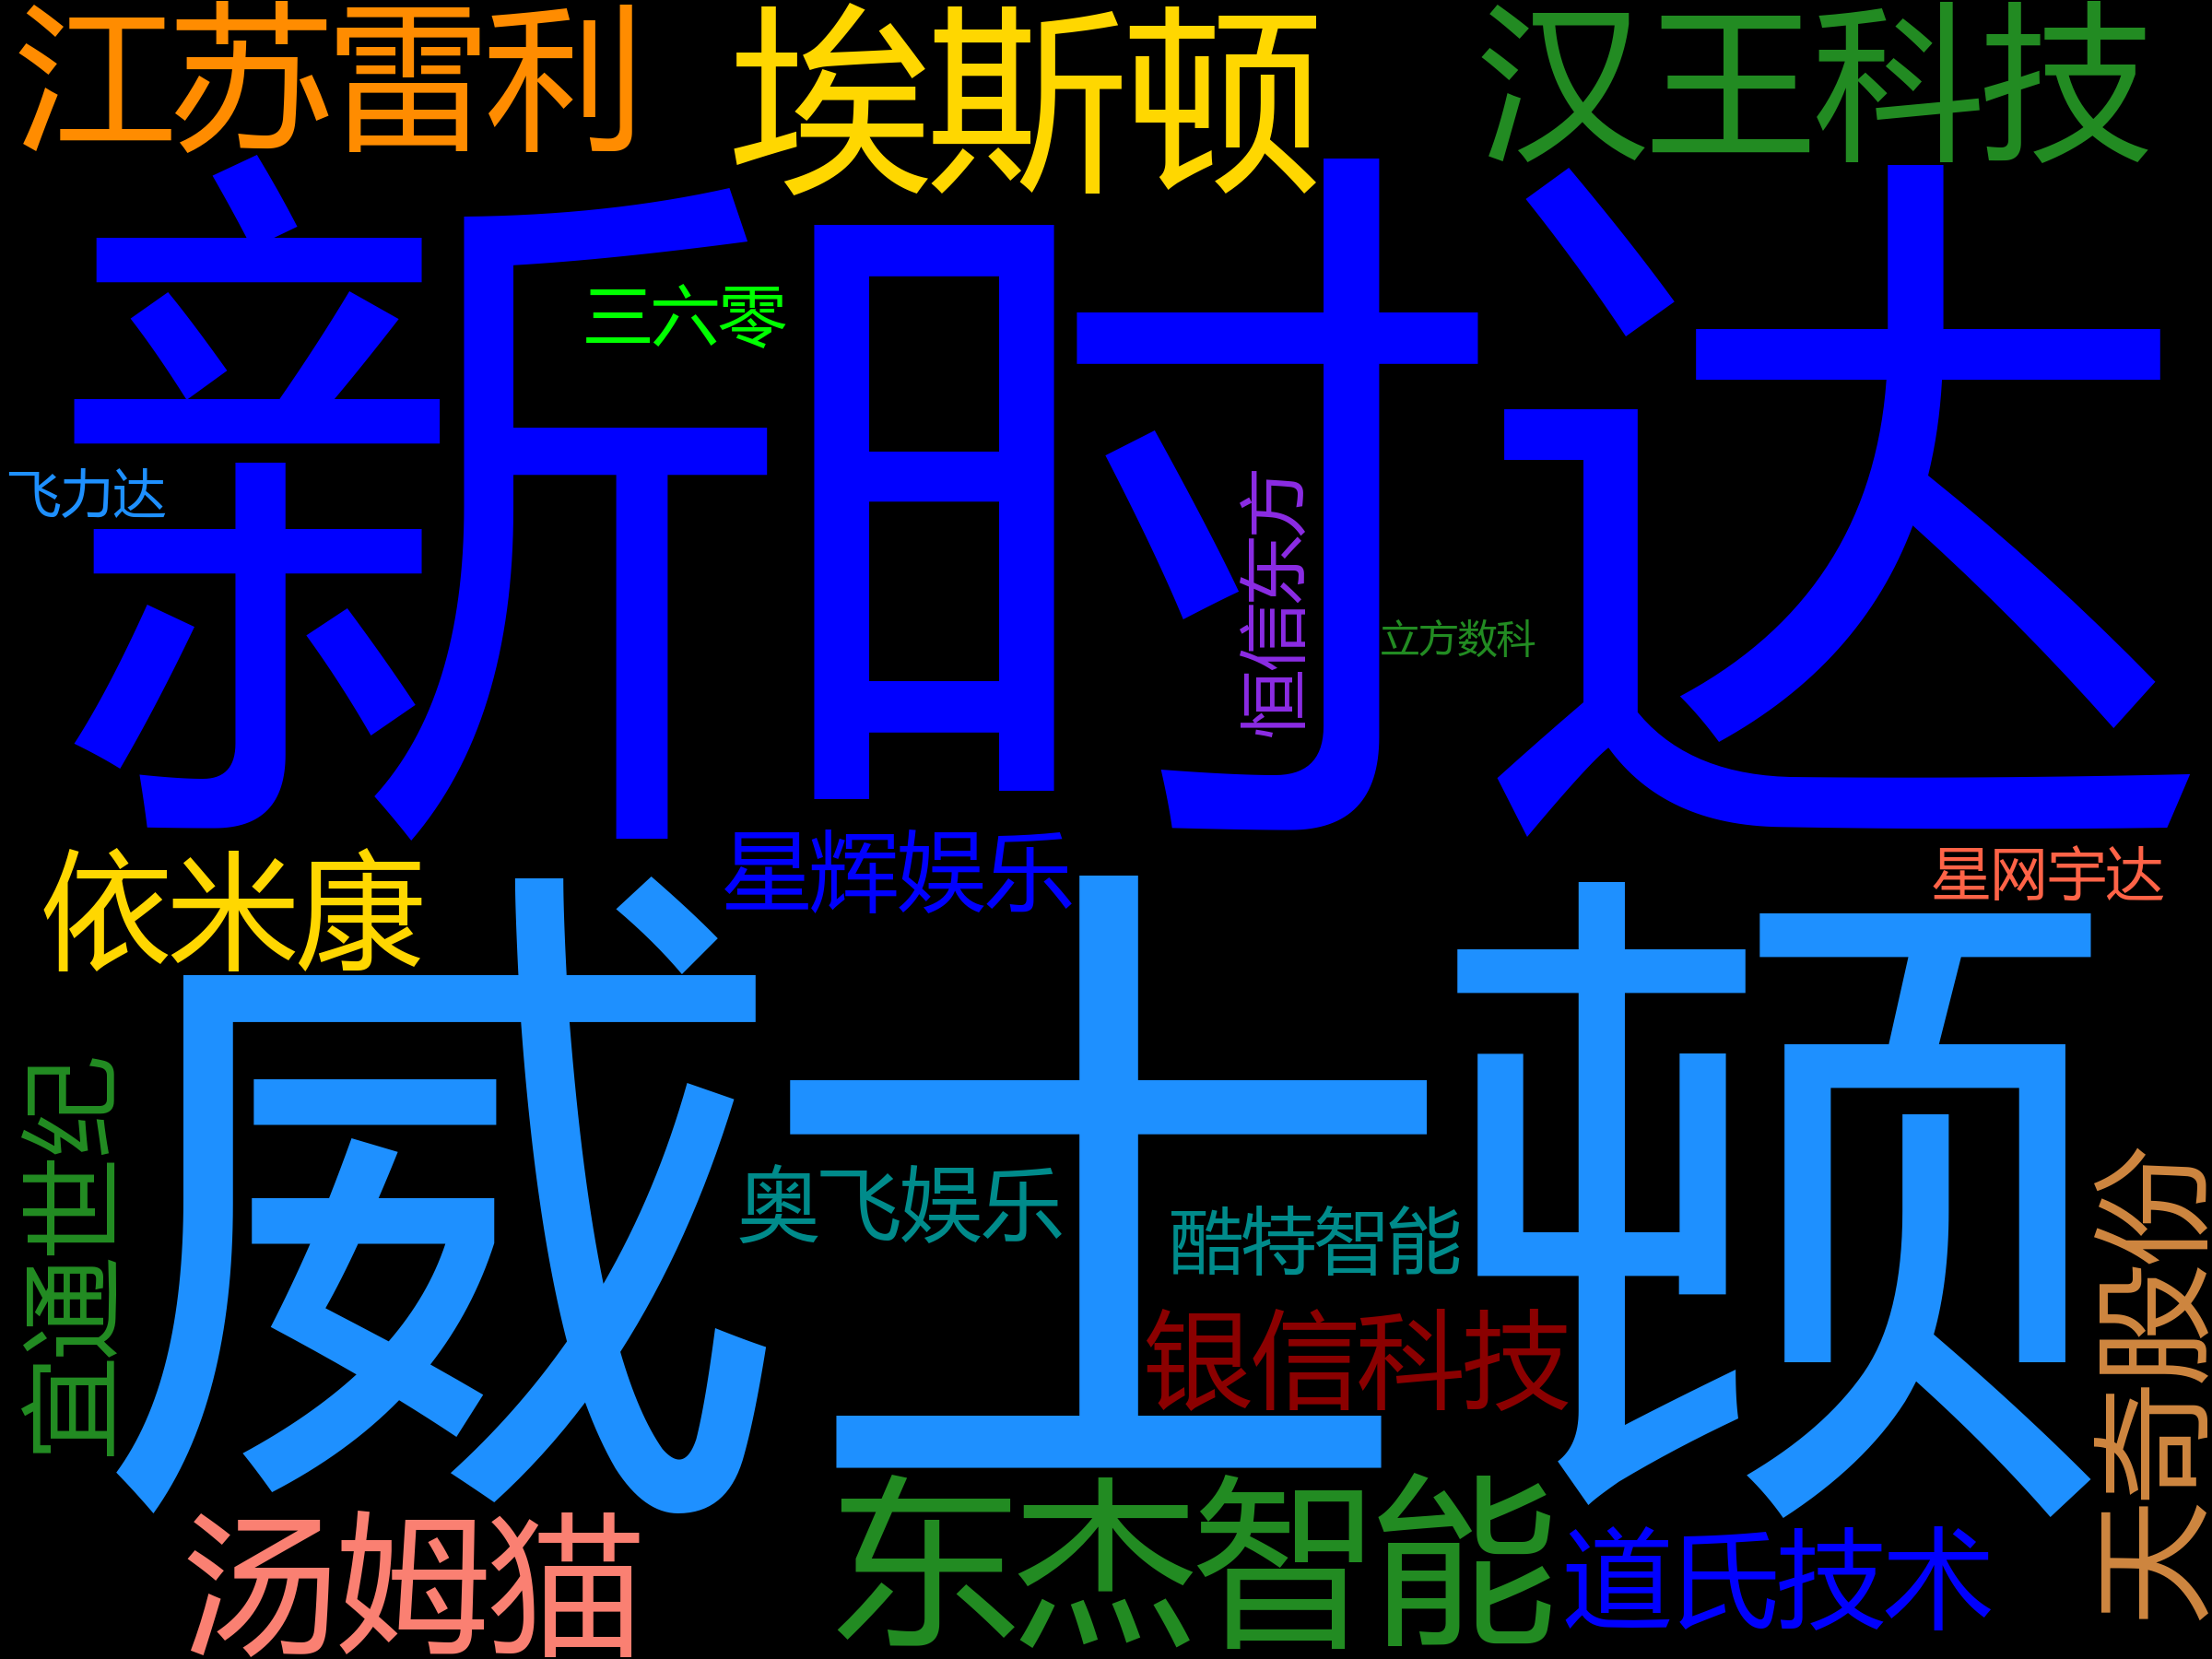 江苏雷利
埃斯顿
汉王科技
新时达
三六零
飞力达
恒信东方
立方数科
星辉娱乐
依米康
星网宇达
威士顿
宜通世纪
奥飞娱乐
酷特智能
银信科技
天奇股份
东杰智能
汤姆猫
道氏技术